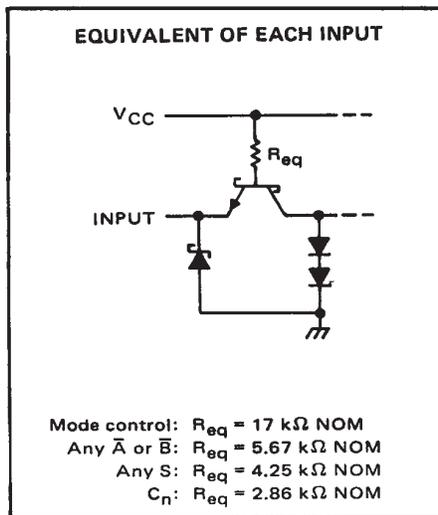 EQUIVALENT OF EACH INPUT
VCC
Req
INPUT
Mode control: Req = 17 kΩ NOM
Any A̅ or B̅: Req = 5.67 kΩ NOM
Any S: Req = 4.25 kΩ NOM
Cn: Req = 2.86 kΩ NOM